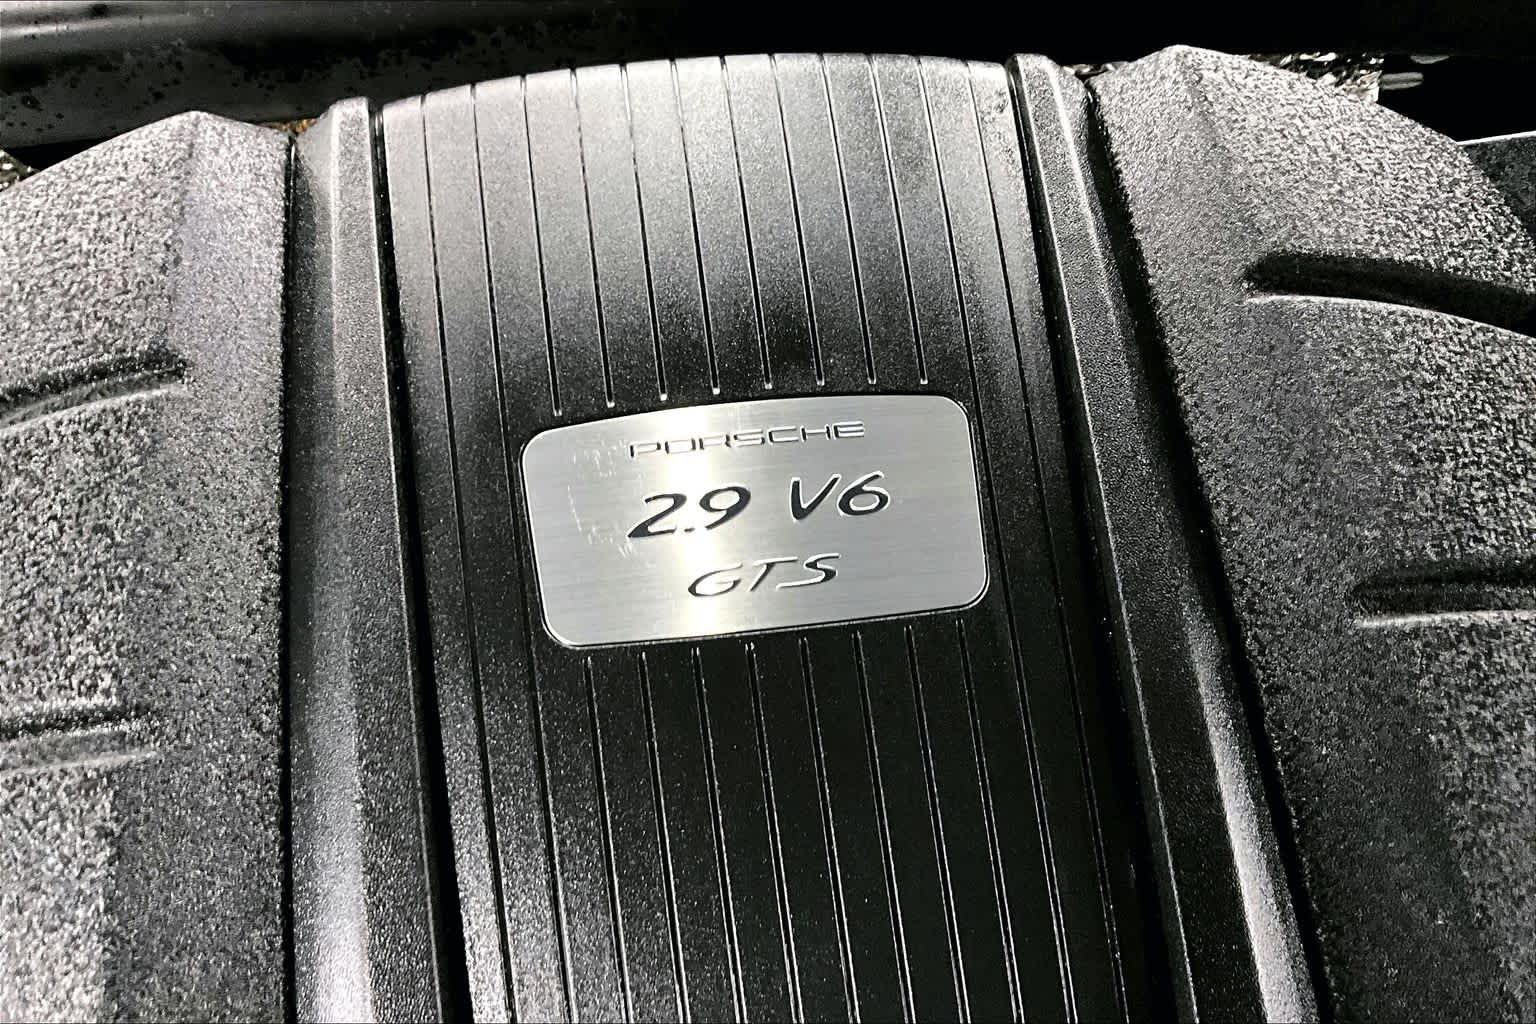 PORSCHE
2.9 V6
GTS